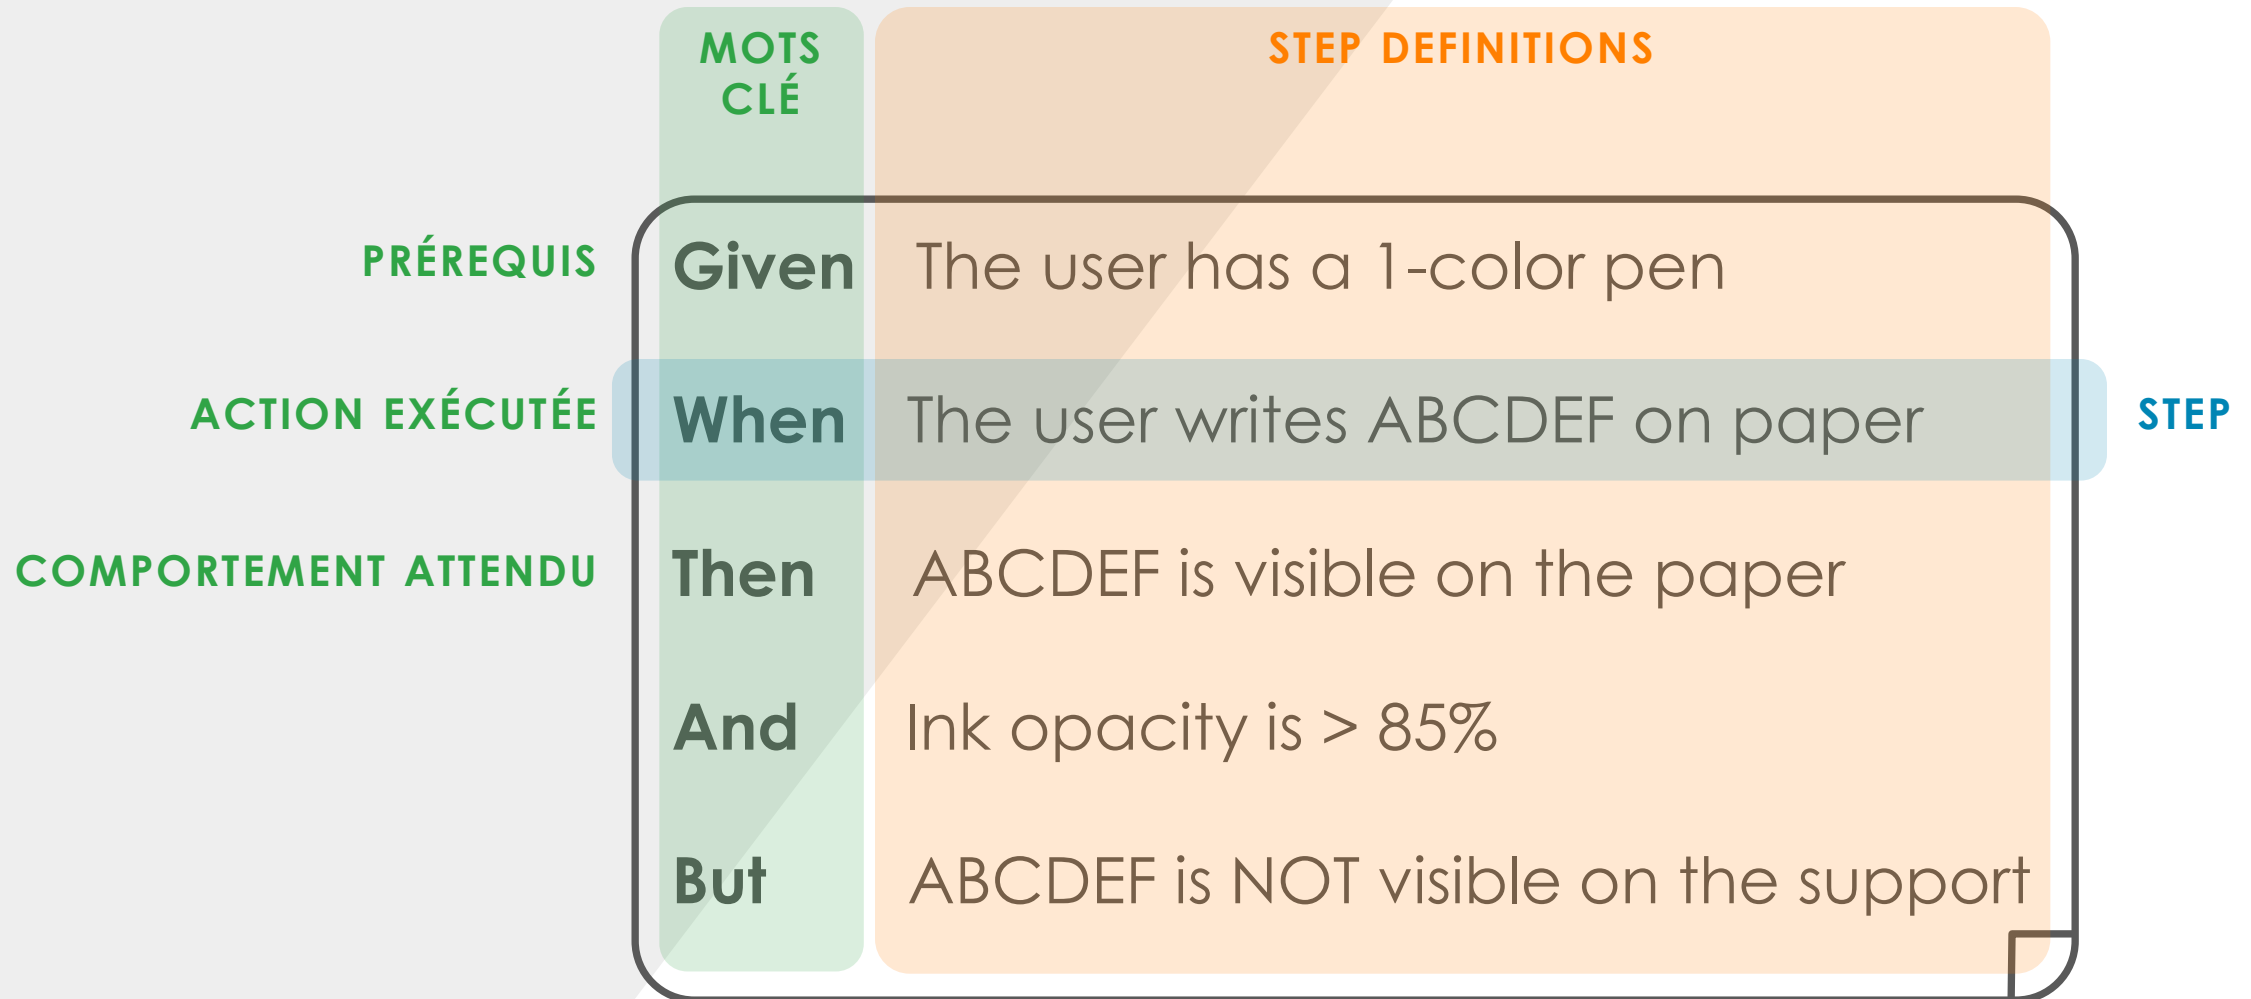 MOTS
CLÉ
STEP DEFINITIONS
PRÉREQUIS Given The user has a 1-color pen
ACTION EXÉCUTÉE When The user writes ABCDEF on paper STEP
COMPORTEMENT ATTENDU Then ABCDEF is visible on the paper
And Ink opacity is > 85%
But ABCDEF is NOT visible on the support